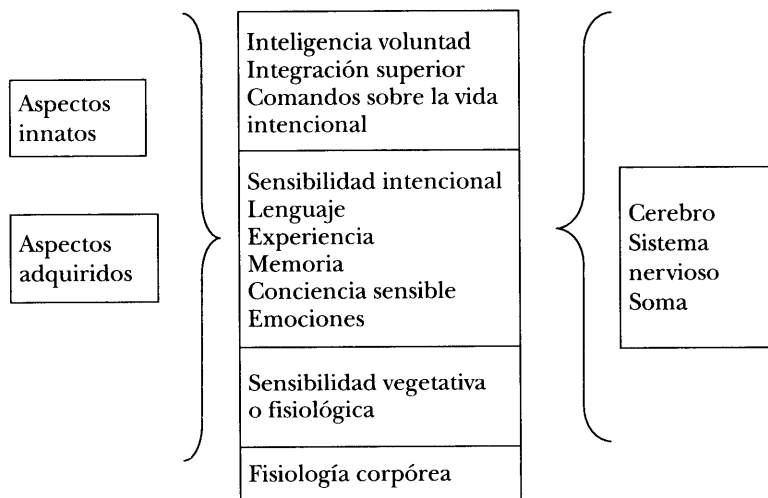 Aspectos
innatos
Aspectos
adquiridos
Inteligencia voluntad
Integración superior
Comandos sobre la vida
intencional
Sensibilidad intencional
Lenguaje
Experiencia
Memoria
Conciencia sensible
Emociones
Sensibilidad vegetativa
o fisiológica
Fisiología corpórea
Cerebro
Sistema
nervioso
Soma